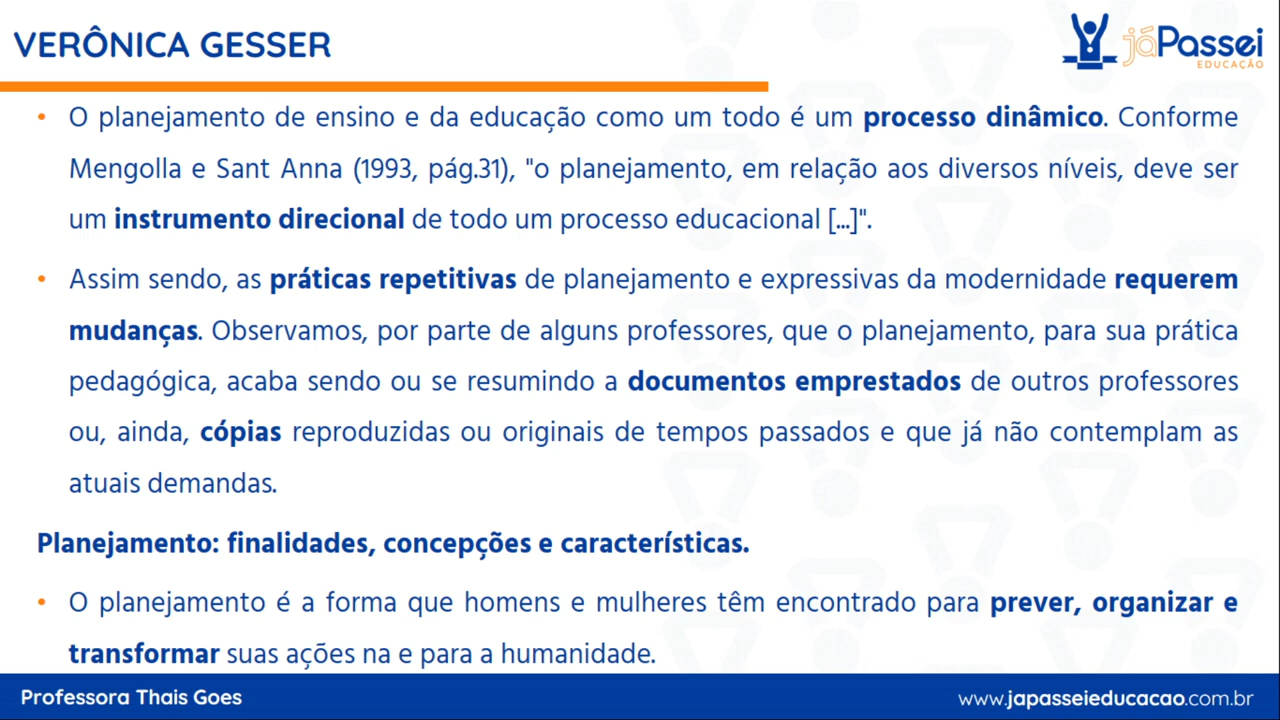 VERÔNICA GESSER
jáPassei
EDUCAÇÃO
• O planejamento de ensino e da educação como um todo é um processo dinâmico. Conforme
Mengolla e Sant Anna (1993, pág.31), "o planejamento, em relação aos diversos níveis, deve ser
um instrumento direcional de todo um processo educacional [...]".
• Assim sendo, as práticas repetitivas de planejamento e expressivas da modernidade requerem
mudanças. Observamos, por parte de alguns professores, que o planejamento, para sua prática
pedagógica, acaba sendo ou se resumindo a documentos emprestados de outros professores
ou, ainda, cópias reproduzidas ou originais de tempos passados e que já não contemplam as
atuais demandas.
Planejamento: finalidades, concepções e características.
• O planejamento é a forma que homens e mulheres têm encontrado para prever, organizar e
transformar suas ações na e para a humanidade.
Professora Thais Goes
www.japasseieducacao.com.br